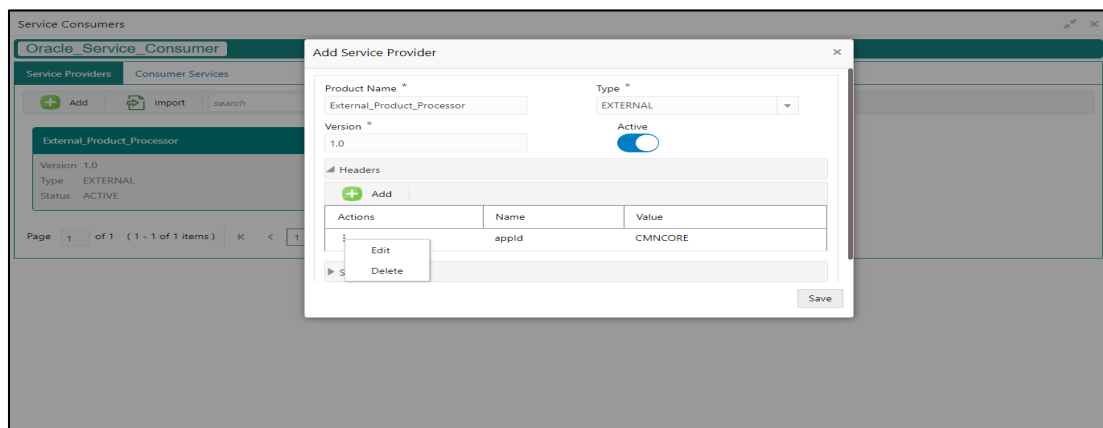 Service Consumers
Oracle_Service_Consumer
Service Providers Consumer Services
Add Import search
External_Product_Processor
Version 1.0
Type EXTERNAL
Status ACTIVE
Page 1 of 1 (1 - 1 of 1 items) K < 1
Add Service Provider
Product Name * Type *
External_Product_Processor EXTERNAL
Version * Active
1.0
Headers
Add
Actions Name Value
appId CMNCORE
Edit
Delete
S
Save